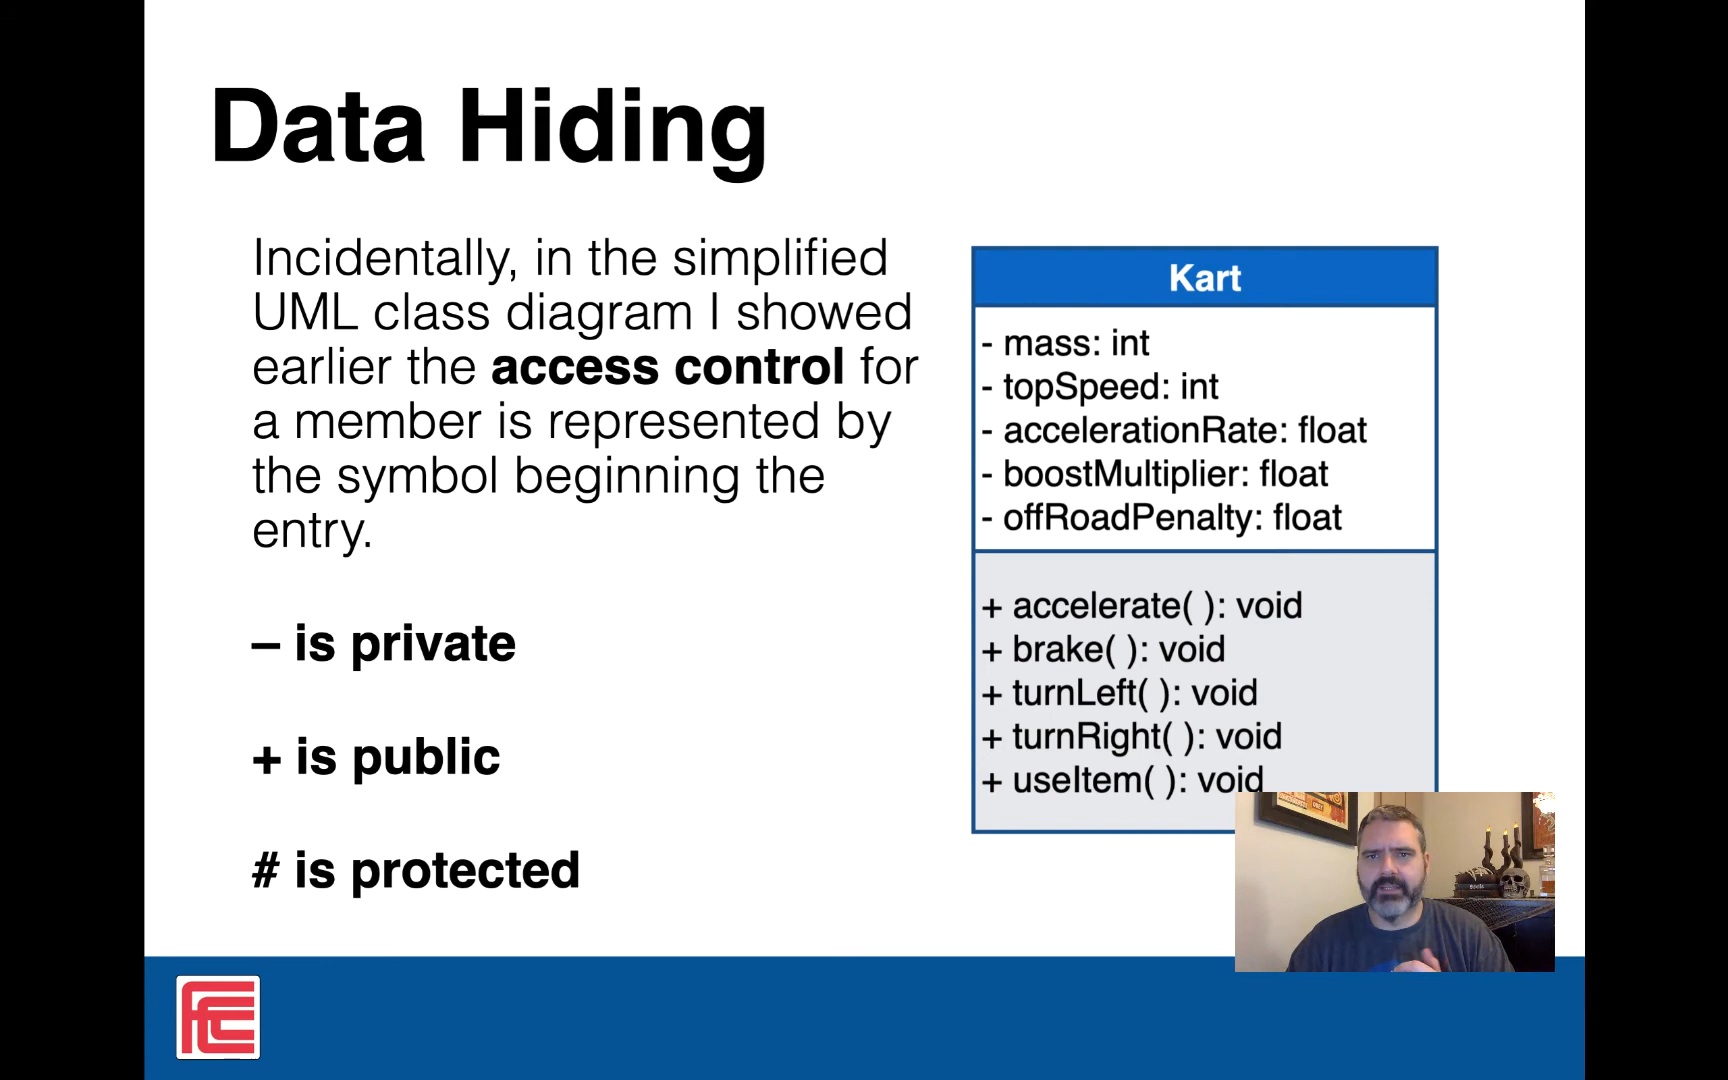 Data Hiding
Incidentally, in the simplified
UML class diagram I showed
earlier the access control for
a member is represented by
the symbol beginning the
entry.
– is private
+ is public
# is protected
Kart
- mass: int
- topSpeed: int
- accelerationRate: float
- boostMultiplier: float
- offRoadPenalty: float
+ accelerate( ): void
+ brake( ): void
+ turnLeft( ): void
+ turnRight( ): void
+ useItem( ): void
FCC